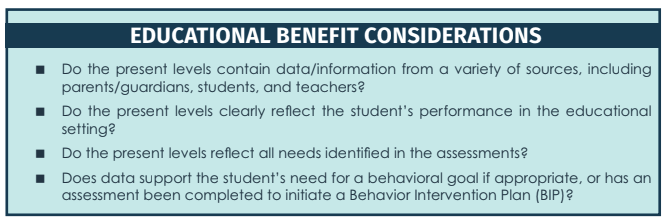 EDUCATIONAL BENEFIT CONSIDERATIONS
■ Do the present levels contain data/information from a variety of sources, including
parents/guardians, students, and teachers?
■ Do the present levels clearly reflect the student's performance in the educational
setting?
■ Do the present levels reflect all needs identified in the assessments?
■ Does data support the student's need for a behavioral goal if appropriate, or has an
assessment been completed to initiate a Behavior Intervention Plan (BIP)?